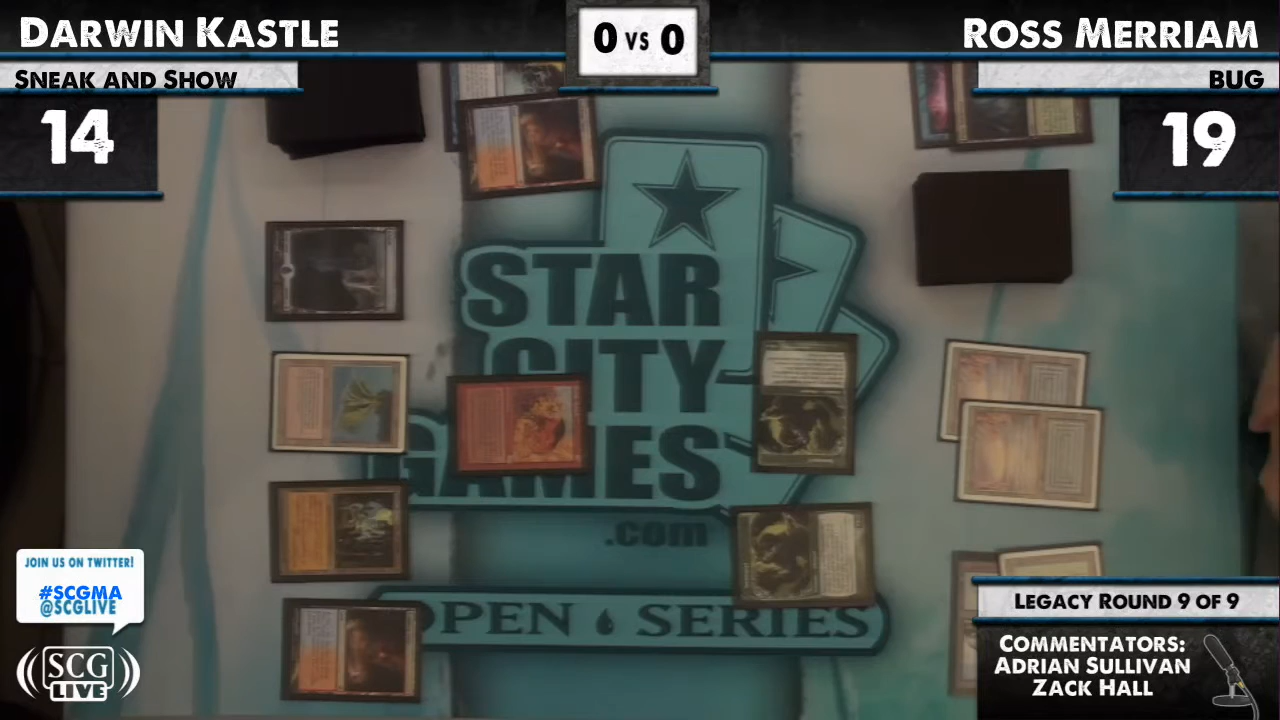 DARWIN KASTLE
0 VS 0
ROSS MERRIAM
SNEAK AND SHOW
BUG
14
19
STAR
CITY
GAMES
.com
OPEN SERIES
JOIN US ON TWITTER!
#SCGMA
@SCGLIVE
SCG
LIVE
LEGACY ROUND 9 OF 9
COMMENTATORS:
ADRIAN SULLIVAN
ZACK HALL